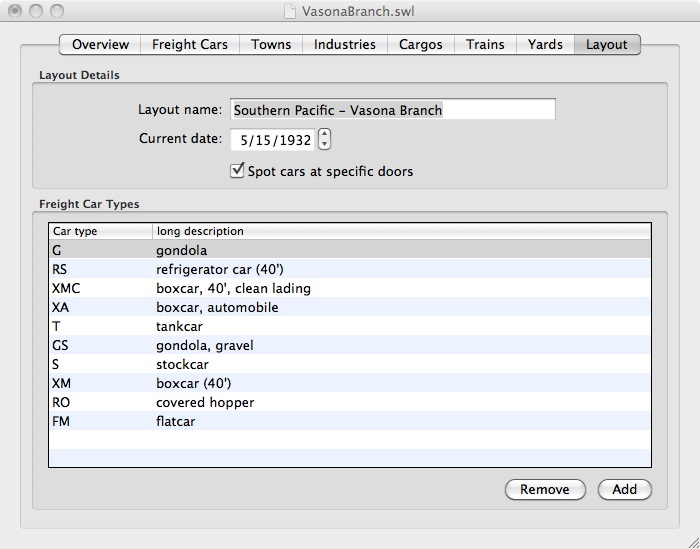 VasonaBranch.swl
Overview Freight Cars Towns Industries Cargos Trains Yards Layout
Layout Details
Layout name: Southern Pacific – Vasona Branch
Current date: 5/15/1932
Spot cars at specific doors
Freight Car Types
Car type long description
G gondola
RS refrigerator car (40')
XMC boxcar, 40', clean lading
XA boxcar, automobile
T tankcar
GS gondola, gravel
S stockcar
XM boxcar (40')
RO covered hopper
FM flatcar
Remove Add